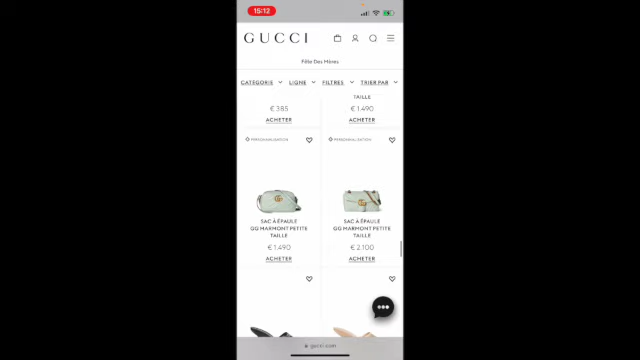 15:12
GUCCI
Fête Des Mères
CATÉGORIE LIGNE FILTRES TRIER PAR
TAILLE
€ 385 € 1.490
ACHETER ACHETER
PERSONNALISATION PERSONNALISATION
SAC À ÉPAULE SAC À ÉPAULE
GG MARMONT PETITE GG MARMONT PETITE
TAILLE TAILLE
€ 1.490 € 2.100
ACHETER ACHETER
gucci.com